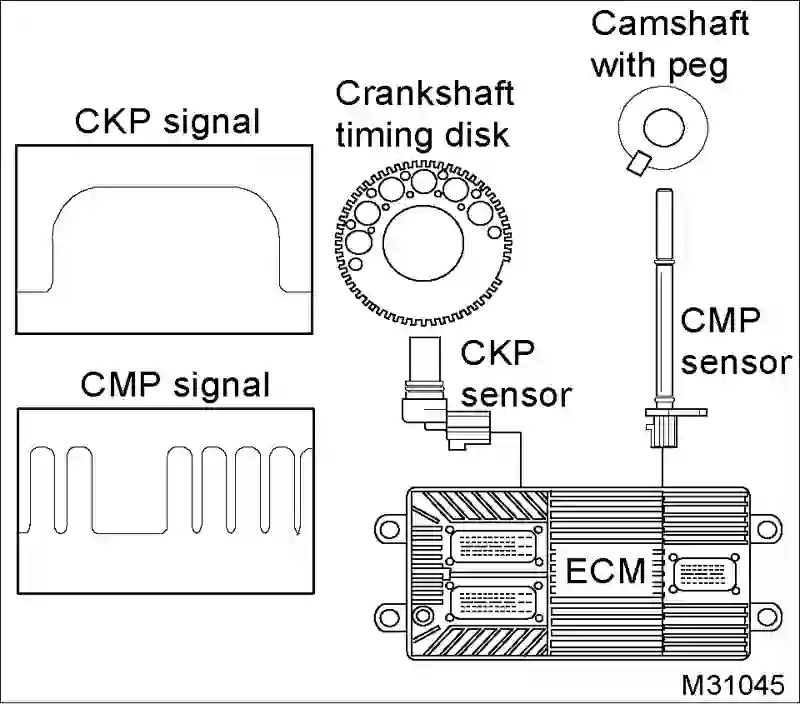 Camshaft
with peg
Crankshaft
timing disk
CKP signal
CMP signal
CKP
sensor
CMP
sensor
ECM
M31045